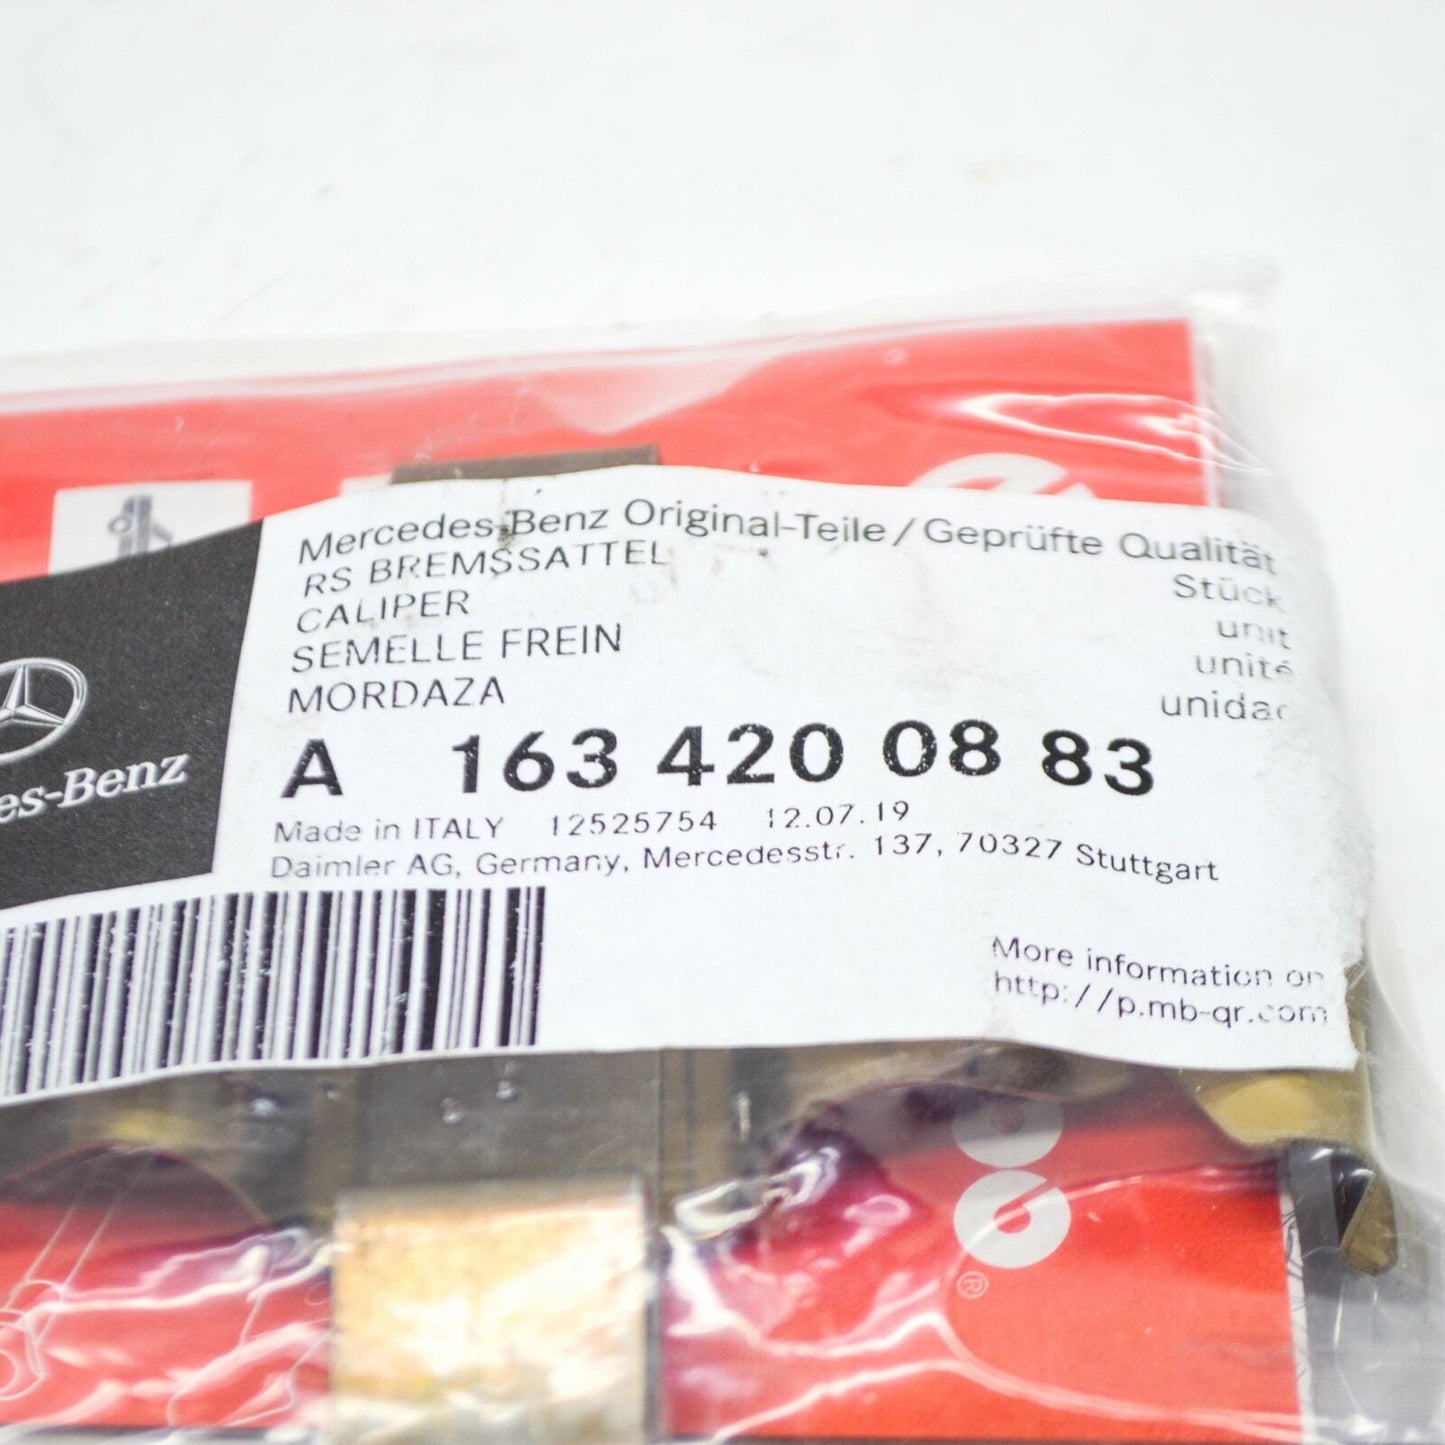 Mercedes-Benz Original-Teile/Geprüfte Qualität
RS BREMSSATTEL
Stück
CALIPER
unit
SEMELLE FREIN
unité
MORDAZA
A 163 420 08 83
Made in ITALY 12525754 12.07.19
Daimler AG, Germany, Mercedesstr. 137, 70327 Stuttgart
es-Benz
More information on
http://p.mb-qr.com
®